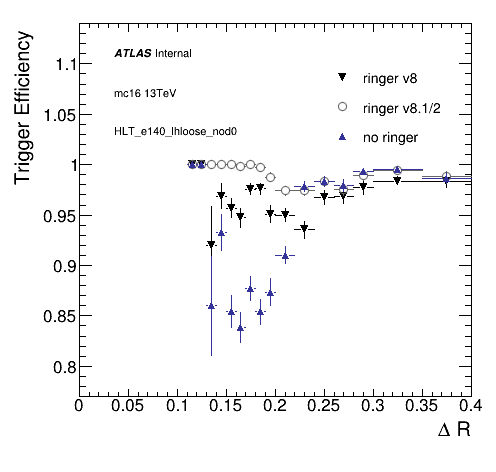 Trigger Efficiency
1.1
1.05
1
0.95
0.9
0.85
0.8
ATLAS Internal
mc16 13TeV
HLT_e140_lhloose_nod0
ringer v8
ringer v8.1/2
no ringer
0 0.05 0.1 0.15 0.2 0.25 0.3 0.35 0.4
Δ R